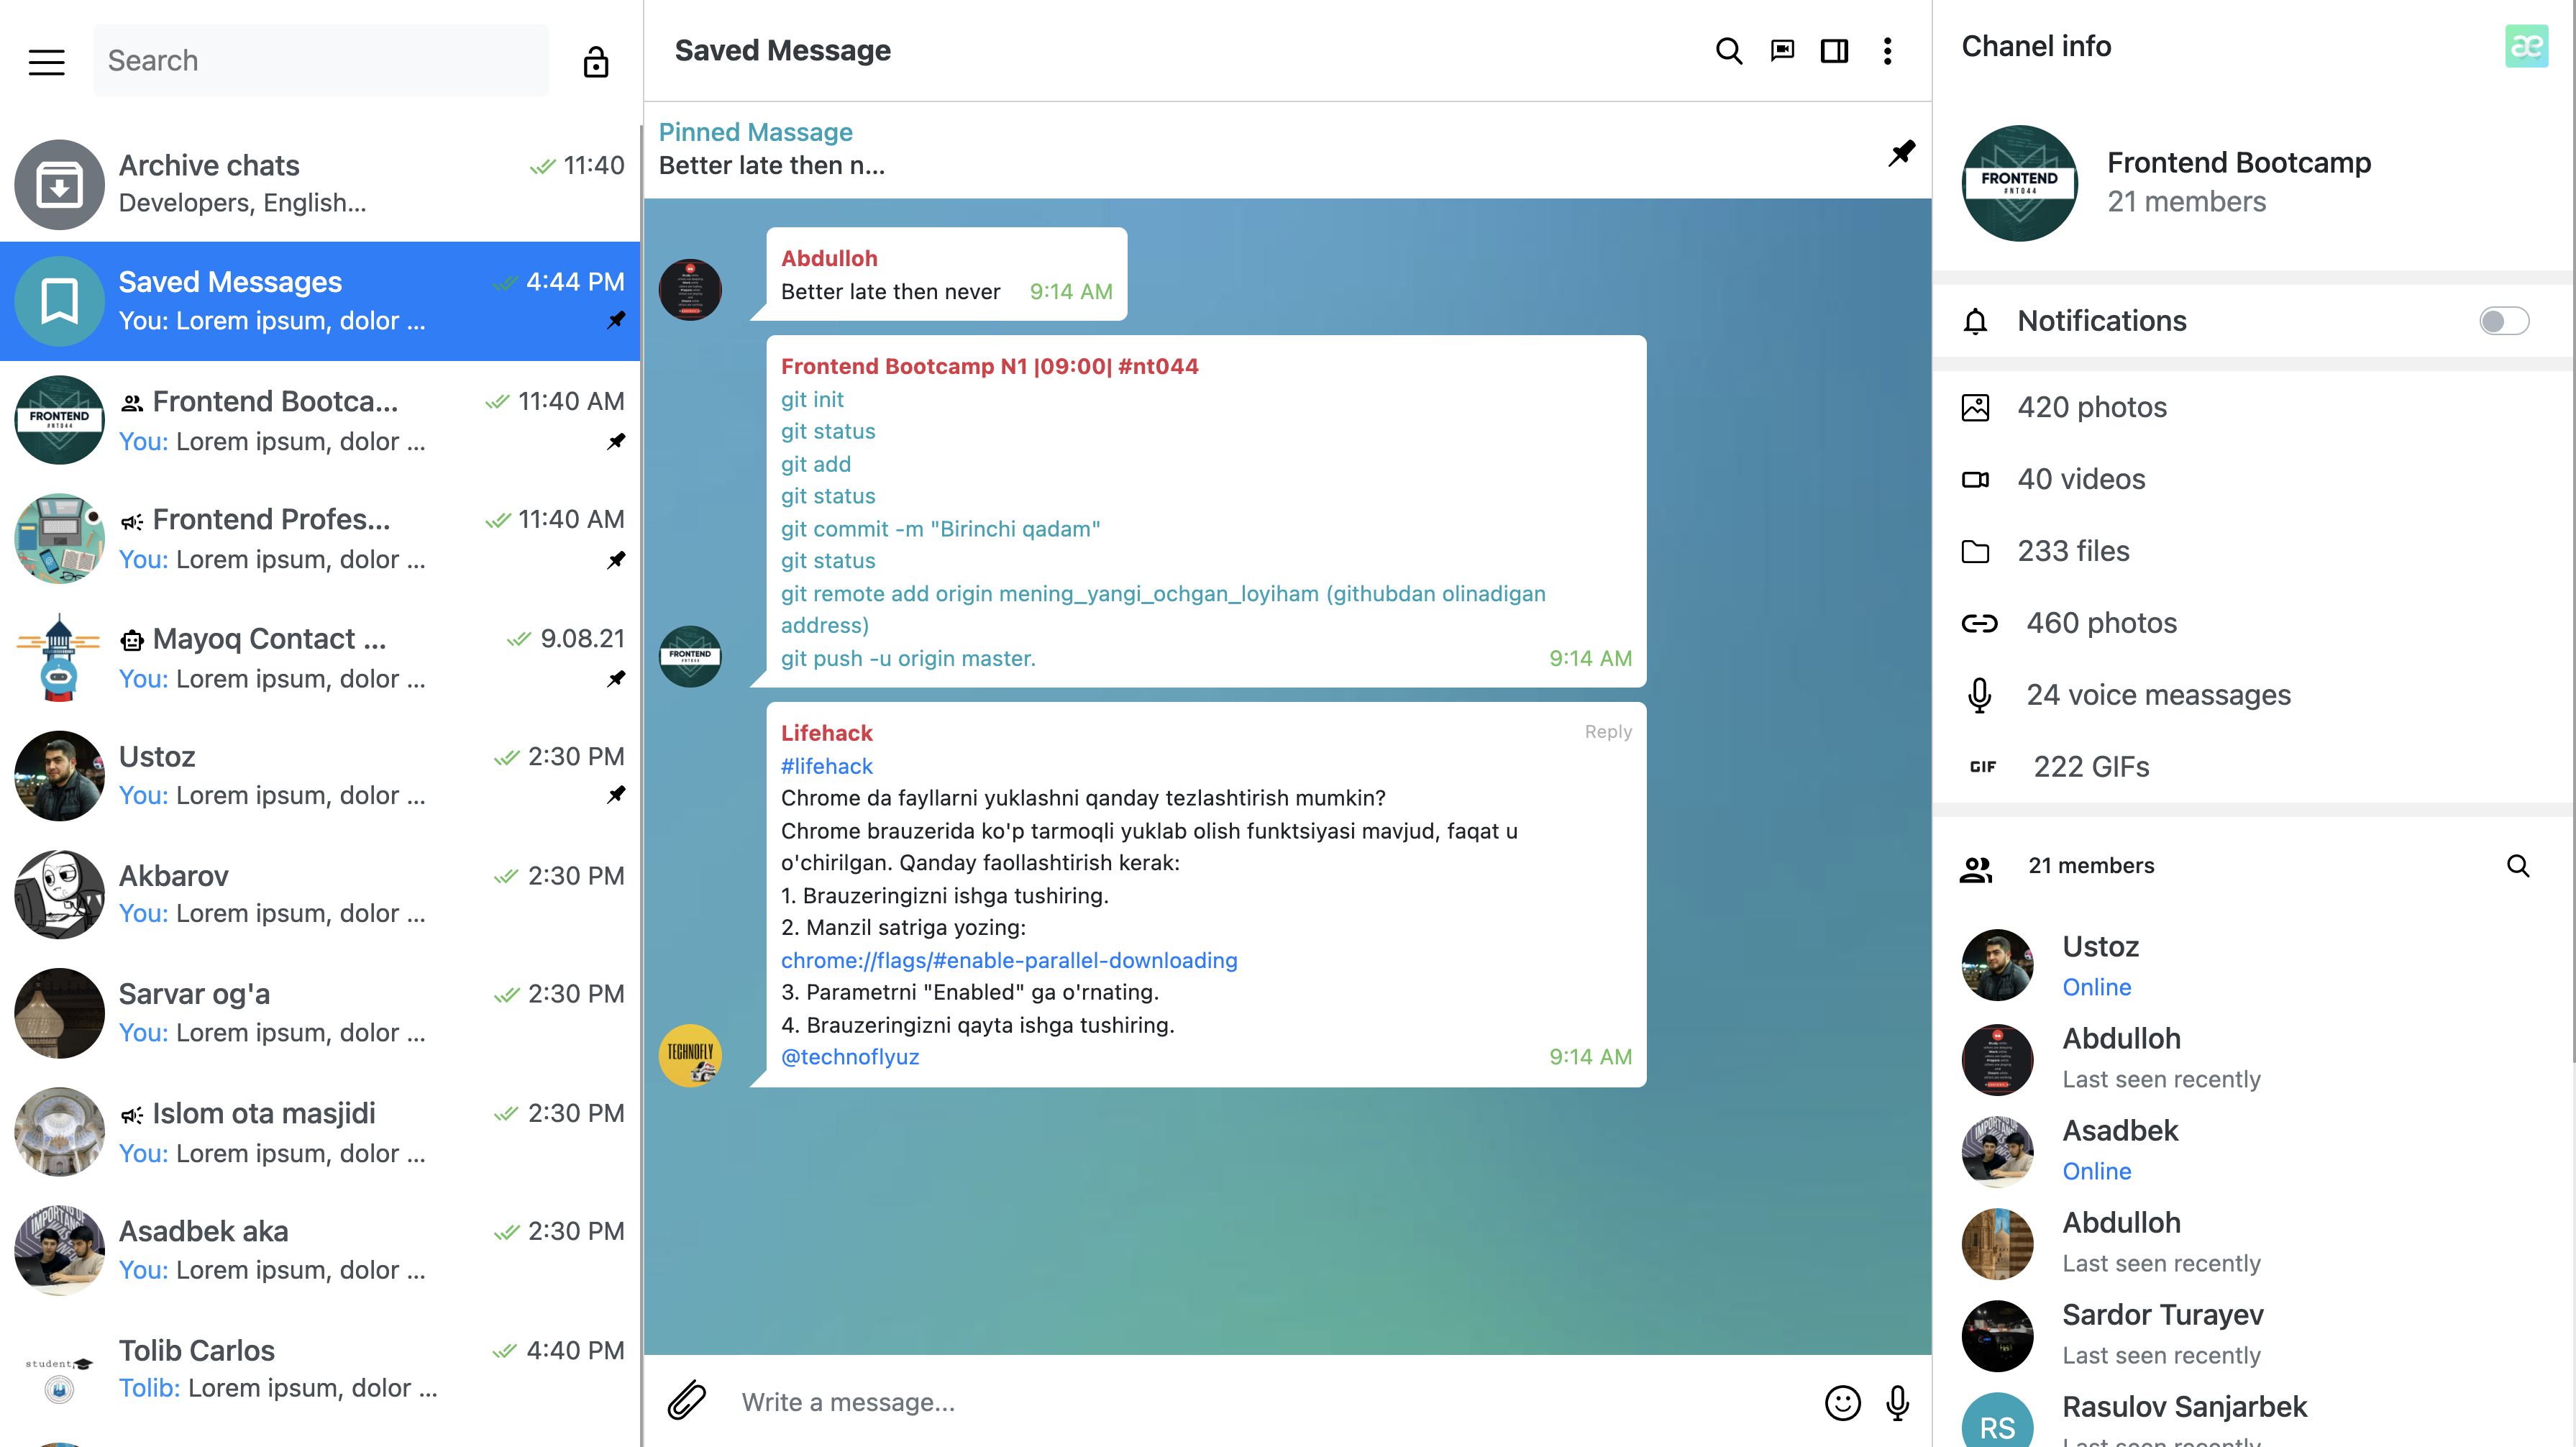 Search
Archive chats
11:40
Developers, English...
Saved Messages
4:44 PM
You: Lorem ipsum, dolor ...
FRONTEND
#NT044
Frontend Bootca...
11:40 AM
You: Lorem ipsum, dolor ...
Frontend Profes...
11:40 AM
You: Lorem ipsum, dolor ...
Mayoq Contact ...
9.08.21
You: Lorem ipsum, dolor ...
Ustoz
2:30 PM
You: Lorem ipsum, dolor ...
Akbarov
2:30 PM
You: Lorem ipsum, dolor ...
Sarvar og'a
2:30 PM
You: Lorem ipsum, dolor ...
Islom ota masjidi
2:30 PM
You: Lorem ipsum, dolor ...
Asadbek aka
2:30 PM
You: Lorem ipsum, dolor ...
student
Tolib Carlos
4:40 PM
Tolib: Lorem ipsum, dolor ...
Saved Message
Pinned Massage
Better late then n...
Abdulloh
Better late then never
9:14 AM
Frontend Bootcamp N1 |09:00| #nt044
git init
git status
git add
git status
git commit -m "Birinchi qadam"
git status
git remote add origin mening_yangi_ochgan_loyiham (githubdan olinadigan
address)
git push -u origin master.
9:14 AM
FRONTEND
#NT044
Lifehack
Reply
#lifehack
Chrome da fayllarni yuklashni qanday tezlashtirish mumkin?
Chrome brauzerida ko'p tarmoqli yuklab olish funktsiyasi mavjud, faqat u
o'chirilgan. Qanday faollashtirish kerak:
1. Brauzeringizni ishga tushiring.
2. Manzil satriga yozing:
chrome://flags/#enable-parallel-downloading
3. Parametrni "Enabled" ga o'rnating.
4. Brauzeringizni qayta ishga tushiring.
@technoflyuz
9:14 AM
TECHNOFLY
Write a message...
Chanel info
æ
FRONTEND
#NT044
Frontend Bootcamp
21 members
Notifications
420 photos
40 videos
233 files
460 photos
24 voice meassages
GIF
222 GIFs
21 members
Ustoz
Online
Abdulloh
Last seen recently
Asadbek
Online
Abdulloh
Last seen recently
Sardor Turayev
Last seen recently
RS
Rasulov Sanjarbek